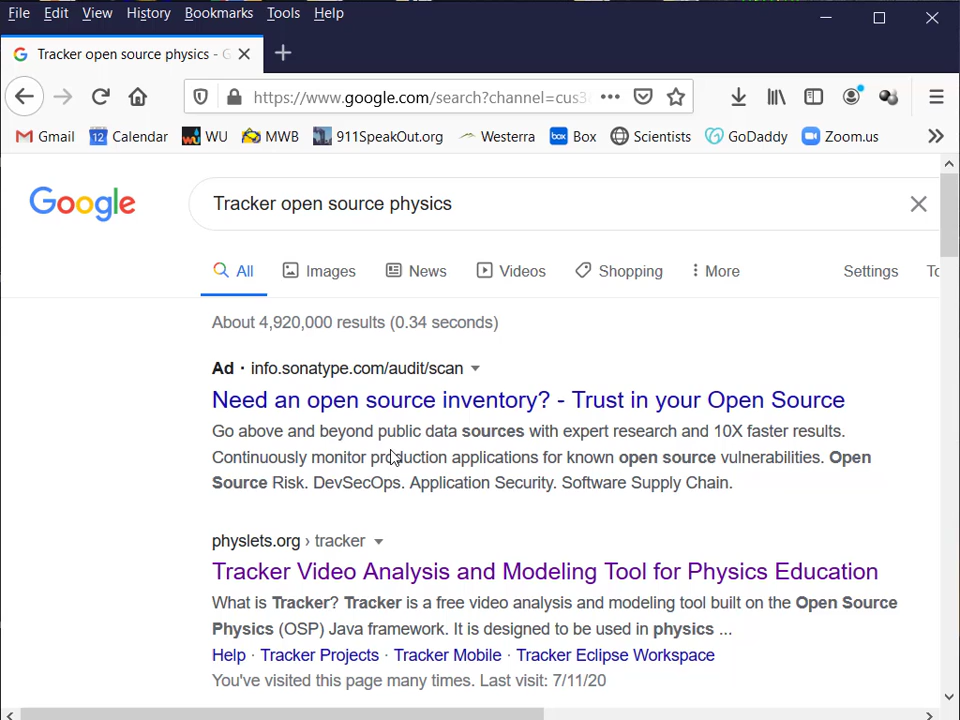 File Edit View History Bookmarks Tools Help
Tracker open source physics - G
https://www.google.com/search?channel=cus3
Gmail Calendar WU MWB 911SpeakOut.org Westerra Box Scientists GoDaddy Zoom.us
Google Tracker open source physics
All Images News Videos Shopping More Settings To
About 4,920,000 results (0.34 seconds)
Ad · info.sonatype.com/audit/scan
Need an open source inventory? - Trust in your Open Source
Go above and beyond public data sources with expert research and 10X faster results.
Continuously monitor production applications for known open source vulnerabilities. Open
Source Risk. DevSecOps. Application Security. Software Supply Chain.
physlets.org › tracker
Tracker Video Analysis and Modeling Tool for Physics Education
What is Tracker? Tracker is a free video analysis and modeling tool built on the Open Source
Physics (OSP) Java framework. It is designed to be used in physics ...
Help · Tracker Projects · Tracker Mobile · Tracker Eclipse Workspace
You've visited this page many times. Last visit: 7/11/20